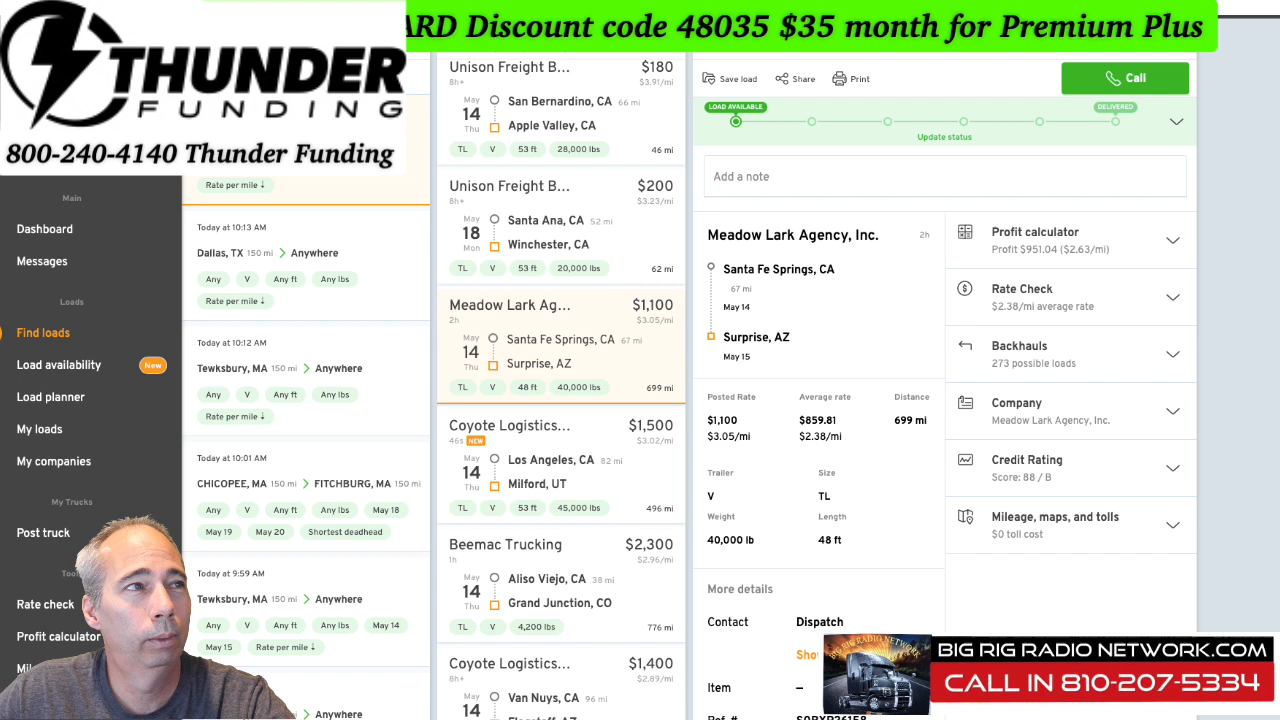 ARD Discount code 48035 $35 month for Premium Plus
THUNDER
FUNDING
800-240-4140 Thunder Funding
Rate per mile ↓
Main
Dashboard
Messages
Loads
Find loads
Load availability New
Load planner
My loads
My companies
My Trucks
Post truck
Rate check
Profit calculator
Today at 10:13 AM
Dallas, TX 150 mi > Anywhere
Any V Any ft Any lbs
Rate per mile ↓
Today at 10:12 AM
Tewksbury, MA 150 mi > Anywhere
Any V Any ft Any lbs
Rate per mile ↓
Today at 10:01 AM
CHICOPEE, MA 150 mi > FITCHBURG, MA 150 mi
Any V Any ft Any lbs May 18
May 19 May 20 Shortest deadhead
Today at 9:59 AM
Tewksbury, MA 150 mi > Anywhere
Any V Any ft Any lbs May 14
May 15 Rate per mile ↓
Anywhere
Unison Freight B... $180
8h+ $3.91/mi
May 14 Thu
San Bernardino, CA 66 mi
Apple Valley, CA
TL V 53 ft 28,000 lbs 46 mi
Unison Freight B... $200
8h+ $3.23/mi
May 18 Mon
Santa Ana, CA 52 mi
Winchester, CA
TL V 53 ft 20,000 lbs 62 mi
Meadow Lark Ag... $1,100
2h $3.05/mi
May 14 Thu
Santa Fe Springs, CA 67 mi
Surprise, AZ
TL V 48 ft 40,000 lbs 699 mi
Coyote Logistics... $1,500
46s NEW $3.02/mi
May 14 Thu
Los Angeles, CA 82 mi
Milford, UT
TL V 53 ft 45,000 lbs 496 mi
Beemac Trucking $2,300
1h $2.96/mi
May 14 Thu
Aliso Viejo, CA 38 mi
Grand Junction, CO
TL V 4,200 lbs 776 mi
Coyote Logistics... $1,400
8h+ $2.89/mi
May 14
Van Nuys, CA 96 mi
Save load Share Print Call
LOAD AVAILABLE DELIVERED
Update status
Add a note
Meadow Lark Agency, Inc. 2h
Santa Fe Springs, CA
67 mi
May 14
Surprise, AZ
May 15
Posted Rate Average rate Distance
$1,100 $859.81 699 mi
$3.05/mi $2.38/mi
Trailer Size
V TL
Weight Length
40,000 lb 48 ft
More details
Contact Dispatch
Item –
Profit calculator
Profit $951.04 ($2.63/mi)
Rate Check
$2.38/mi average rate
Backhauls
273 possible loads
Company
Meadow Lark Agency, Inc.
Credit Rating
Score: 88 / B
Mileage, maps, and tolls
$0 toll cost
BIG RIG RADIO NETWORK
BIG RIG RADIO NETWORK.COM
CALL IN 810-207-5334